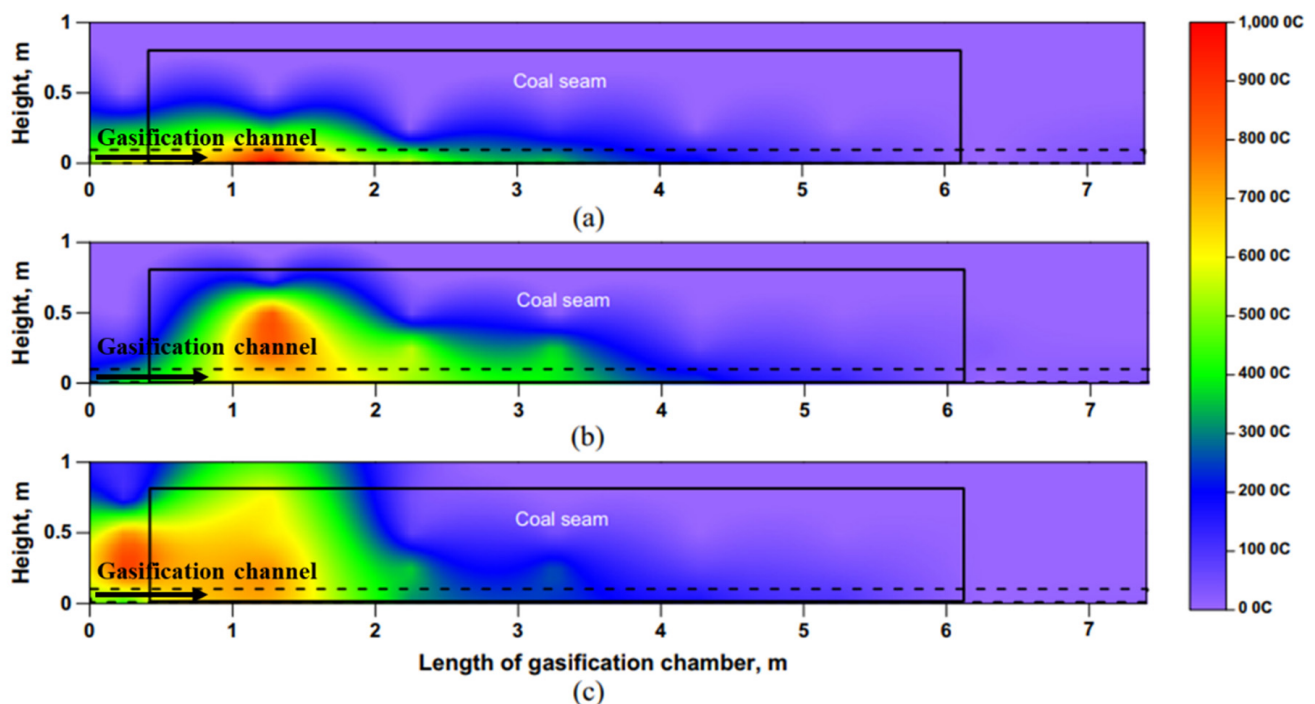 1
0.5
0
Height, m
Coal seam
Gasification channel
0 1 2 3 4 5 6 7
(a)
1
0.5
0
Height, m
Coal seam
Gasification channel
0 1 2 3 4 5 6 7
(b)
1
0.5
0
Height, m
Coal seam
Gasification channel
0 1 2 3 4 5 6 7
Length of gasification chamber, m
(c)
1,000 0C
900 0C
800 0C
700 0C
600 0C
500 0C
400 0C
300 0C
200 0C
100 0C
0 0C